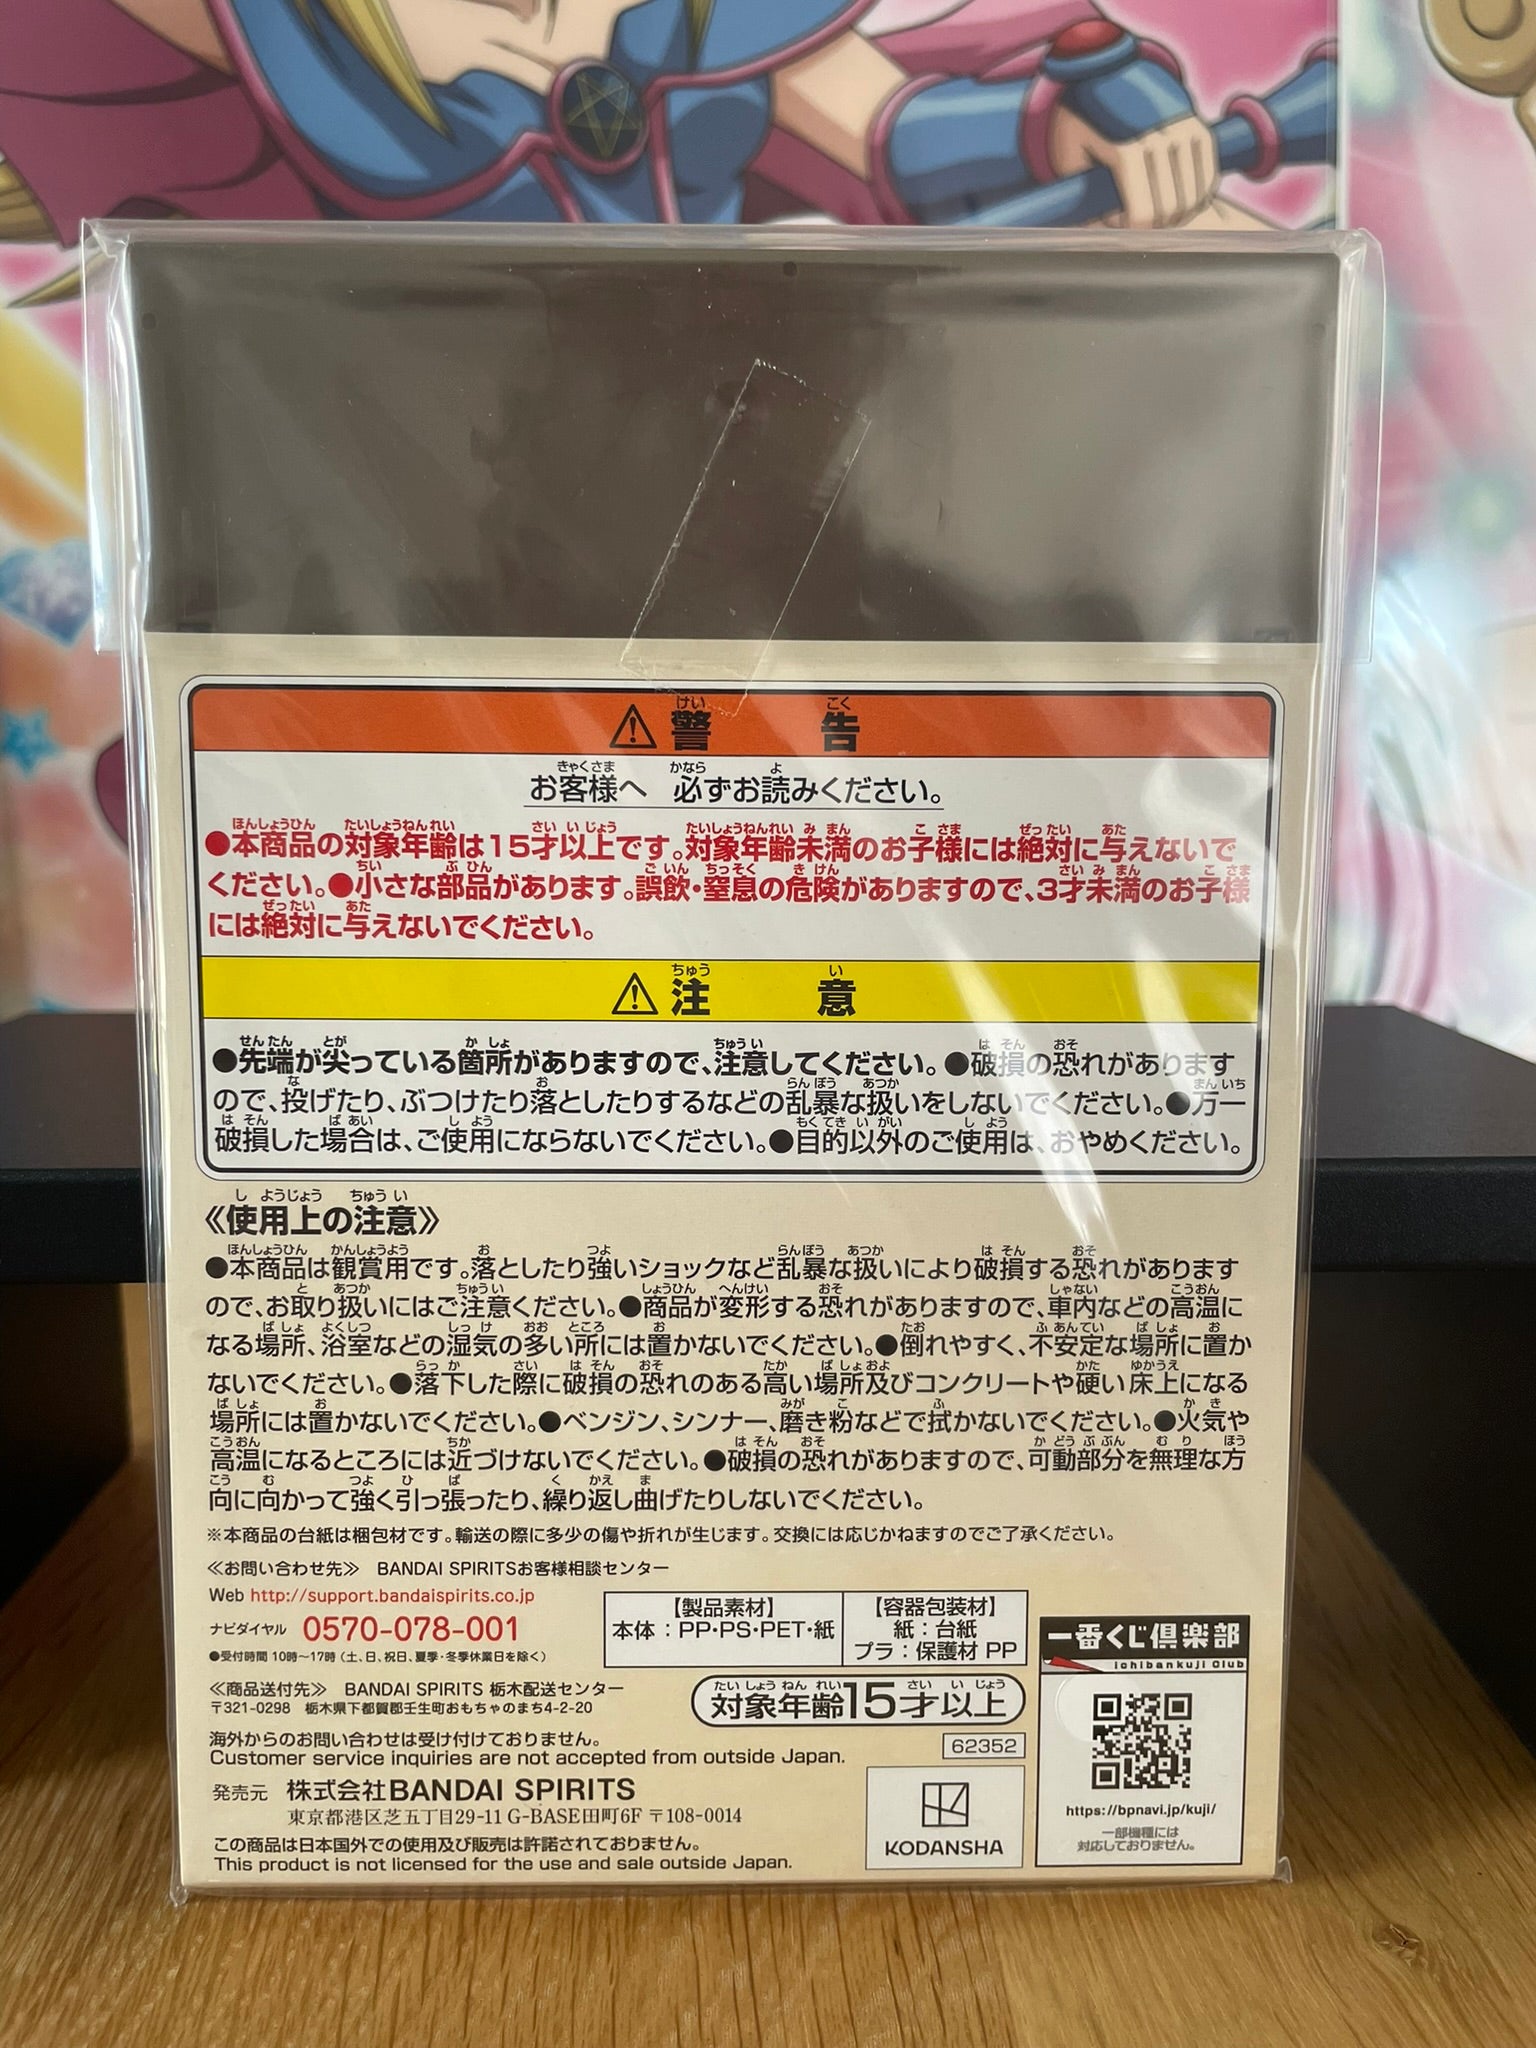 ⚠ 警告
お客様へ 必ずお読みください。
●本商品の対象年齢は15才以上です。対象年齢未満のお子様には絶対に与えないで
ください。●小さな部品があります。誤飲・窒息の危険がありますので、3才未満のお子様
には絶対に与えないでください。
⚠ 注意
●先端が尖っている箇所がありますので、注意してください。●破損の恐れがあります
ので、投げたり、ぶつけたり落としたりするなどの乱暴な扱いをしないでください。●万一
破損した場合は、ご使用にならないでください。●目的以外のご使用は、おやめください。
《使用上の注意》
●本商品は観賞用です。落としたり強いショックなど乱暴な扱いにより破損する恐れがあります
ので、お取り扱いにはご注意ください。●商品が変形する恐れがありますので、車内などの高温に
なる場所、浴室などの湿気の多い所には置かないでください。●倒れやすく、不安定な場所に置か
ないでください。●落下した際に破損の恐れのある高い場所及びコンクリートや硬い床上になる
場所には置かないでください。●ベンジン、シンナー、磨き粉などで拭かないでください。●火気や
高温になるところには近づけないでください。●破損の恐れがありますので、可動部分を無理な方
向に向かって強く引っ張ったり、繰り返し曲げたりしないでください。
※本商品の台紙は梱包材です。輸送の際に多少の傷や折れが生じます。交換には応じかねますのでご了承ください。
≪お問い合わせ先≫ BANDAI SPIRITSお客様相談センター
Web http://support.bandaispirits.co.jp
ナビダイヤル 0570-078-001
●受付時間 10時～17時(土、日、祝日、夏季・冬季休業日を除く)
【製品素材】
本体:PP・PS・PET・紙
【容器包装材】
紙:台紙
プラ:保護材 PP
≪商品送付先≫ BANDAI SPIRITS 栃木配送センター
〒321-0298 栃木県下都賀郡壬生町おもちゃのまち4-2-20
対象年齢15才以上
海外からのお問い合わせは受け付けておりません。
Customer service inquiries are not accepted from outside Japan.
62352
発売元 株式会社BANDAI SPIRITS
東京都港区芝五丁目29-11 G-BASE田町6F 〒108-0014
この商品は日本国外での使用及び販売は許諾されておりません。
This product is not licensed for the use and sale outside Japan.
KODANSHA
一番くじ倶楽部
ichibankuji Club
https://bpnavi.jp/kuji/
一部機種には
対応しておりません。